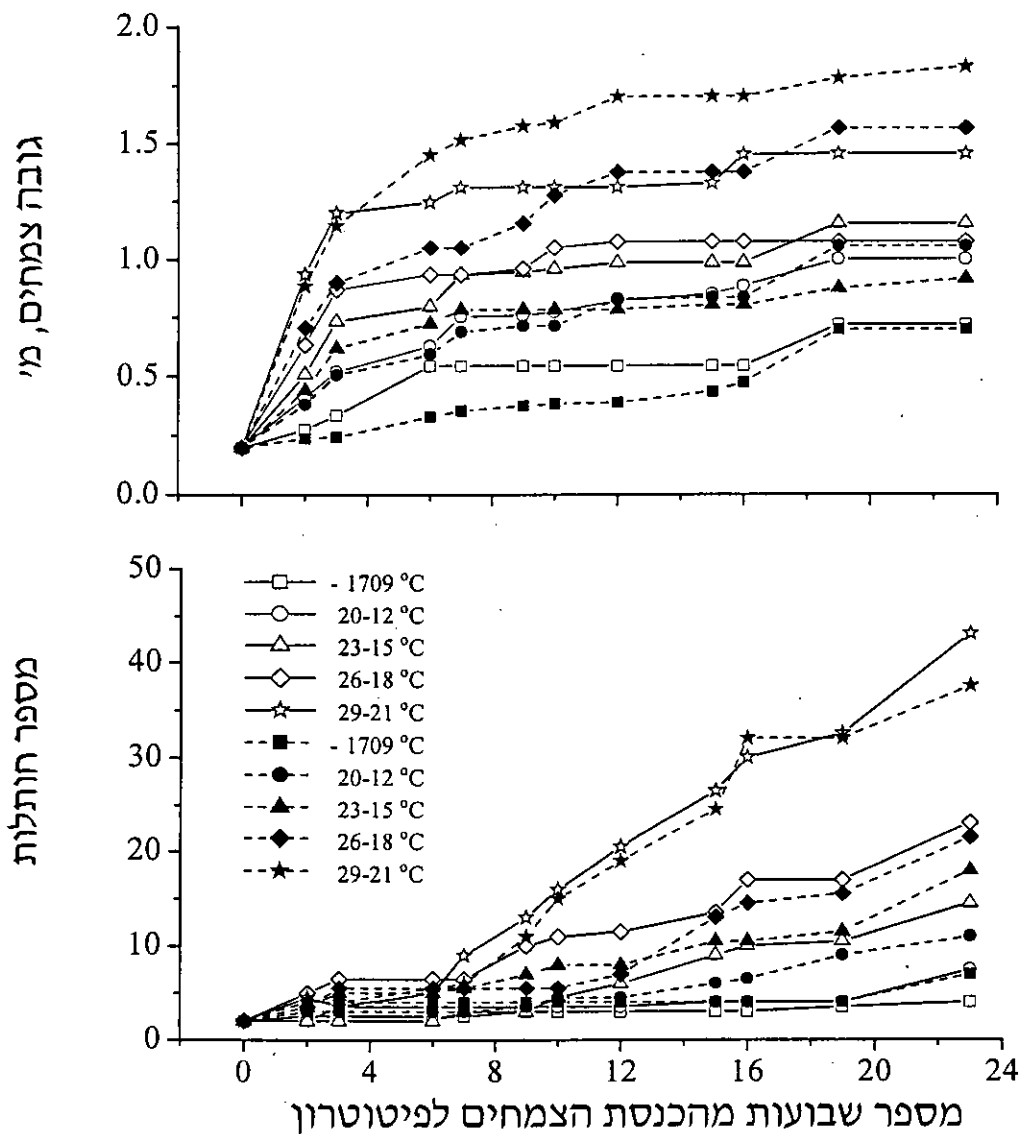 2.0
1.5
1.0
0.5
0.0
גובה צמחים, מ'
50
40
30
20
10
0
מספר חותלות
- 1709 °C
20-12 °C
23-15 °C
26-18 °C
29-21 °C
- 1709 °C
20-12 °C
23-15 °C
26-18 °C
29-21 °C
0 4 8 12 16 20 24
מספר שבועות מהכנסת הצמחים לפיטוטרון